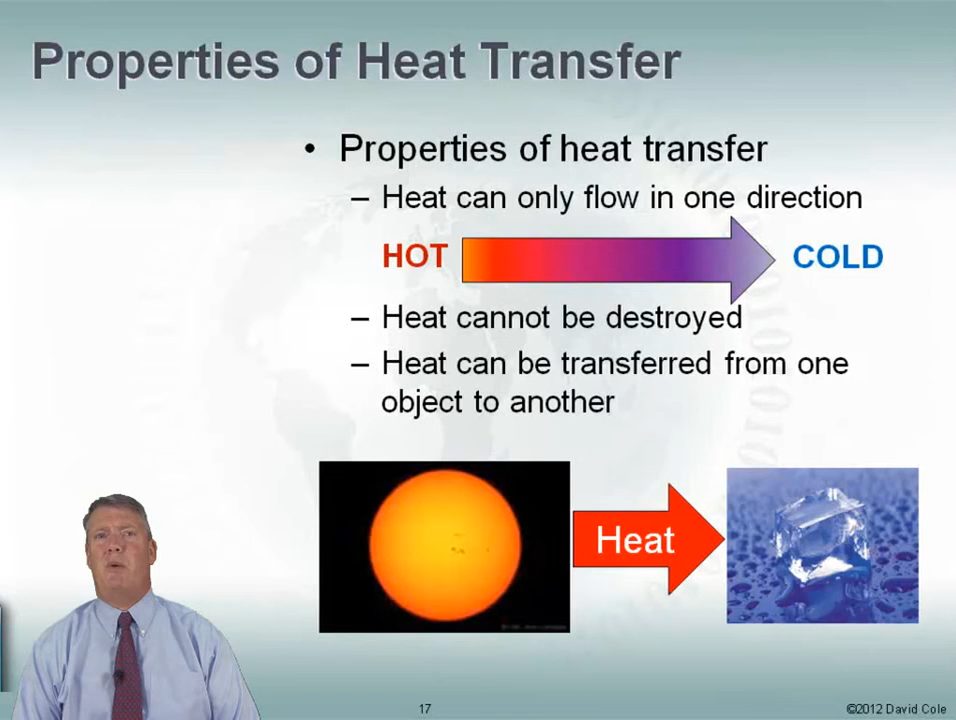 Properties of Heat Transfer
• Properties of heat transfer
– Heat can only flow in one direction
HOT
COLD
– Heat cannot be destroyed
– Heat can be transferred from one
object to another
Heat
17
©2012 David Cole